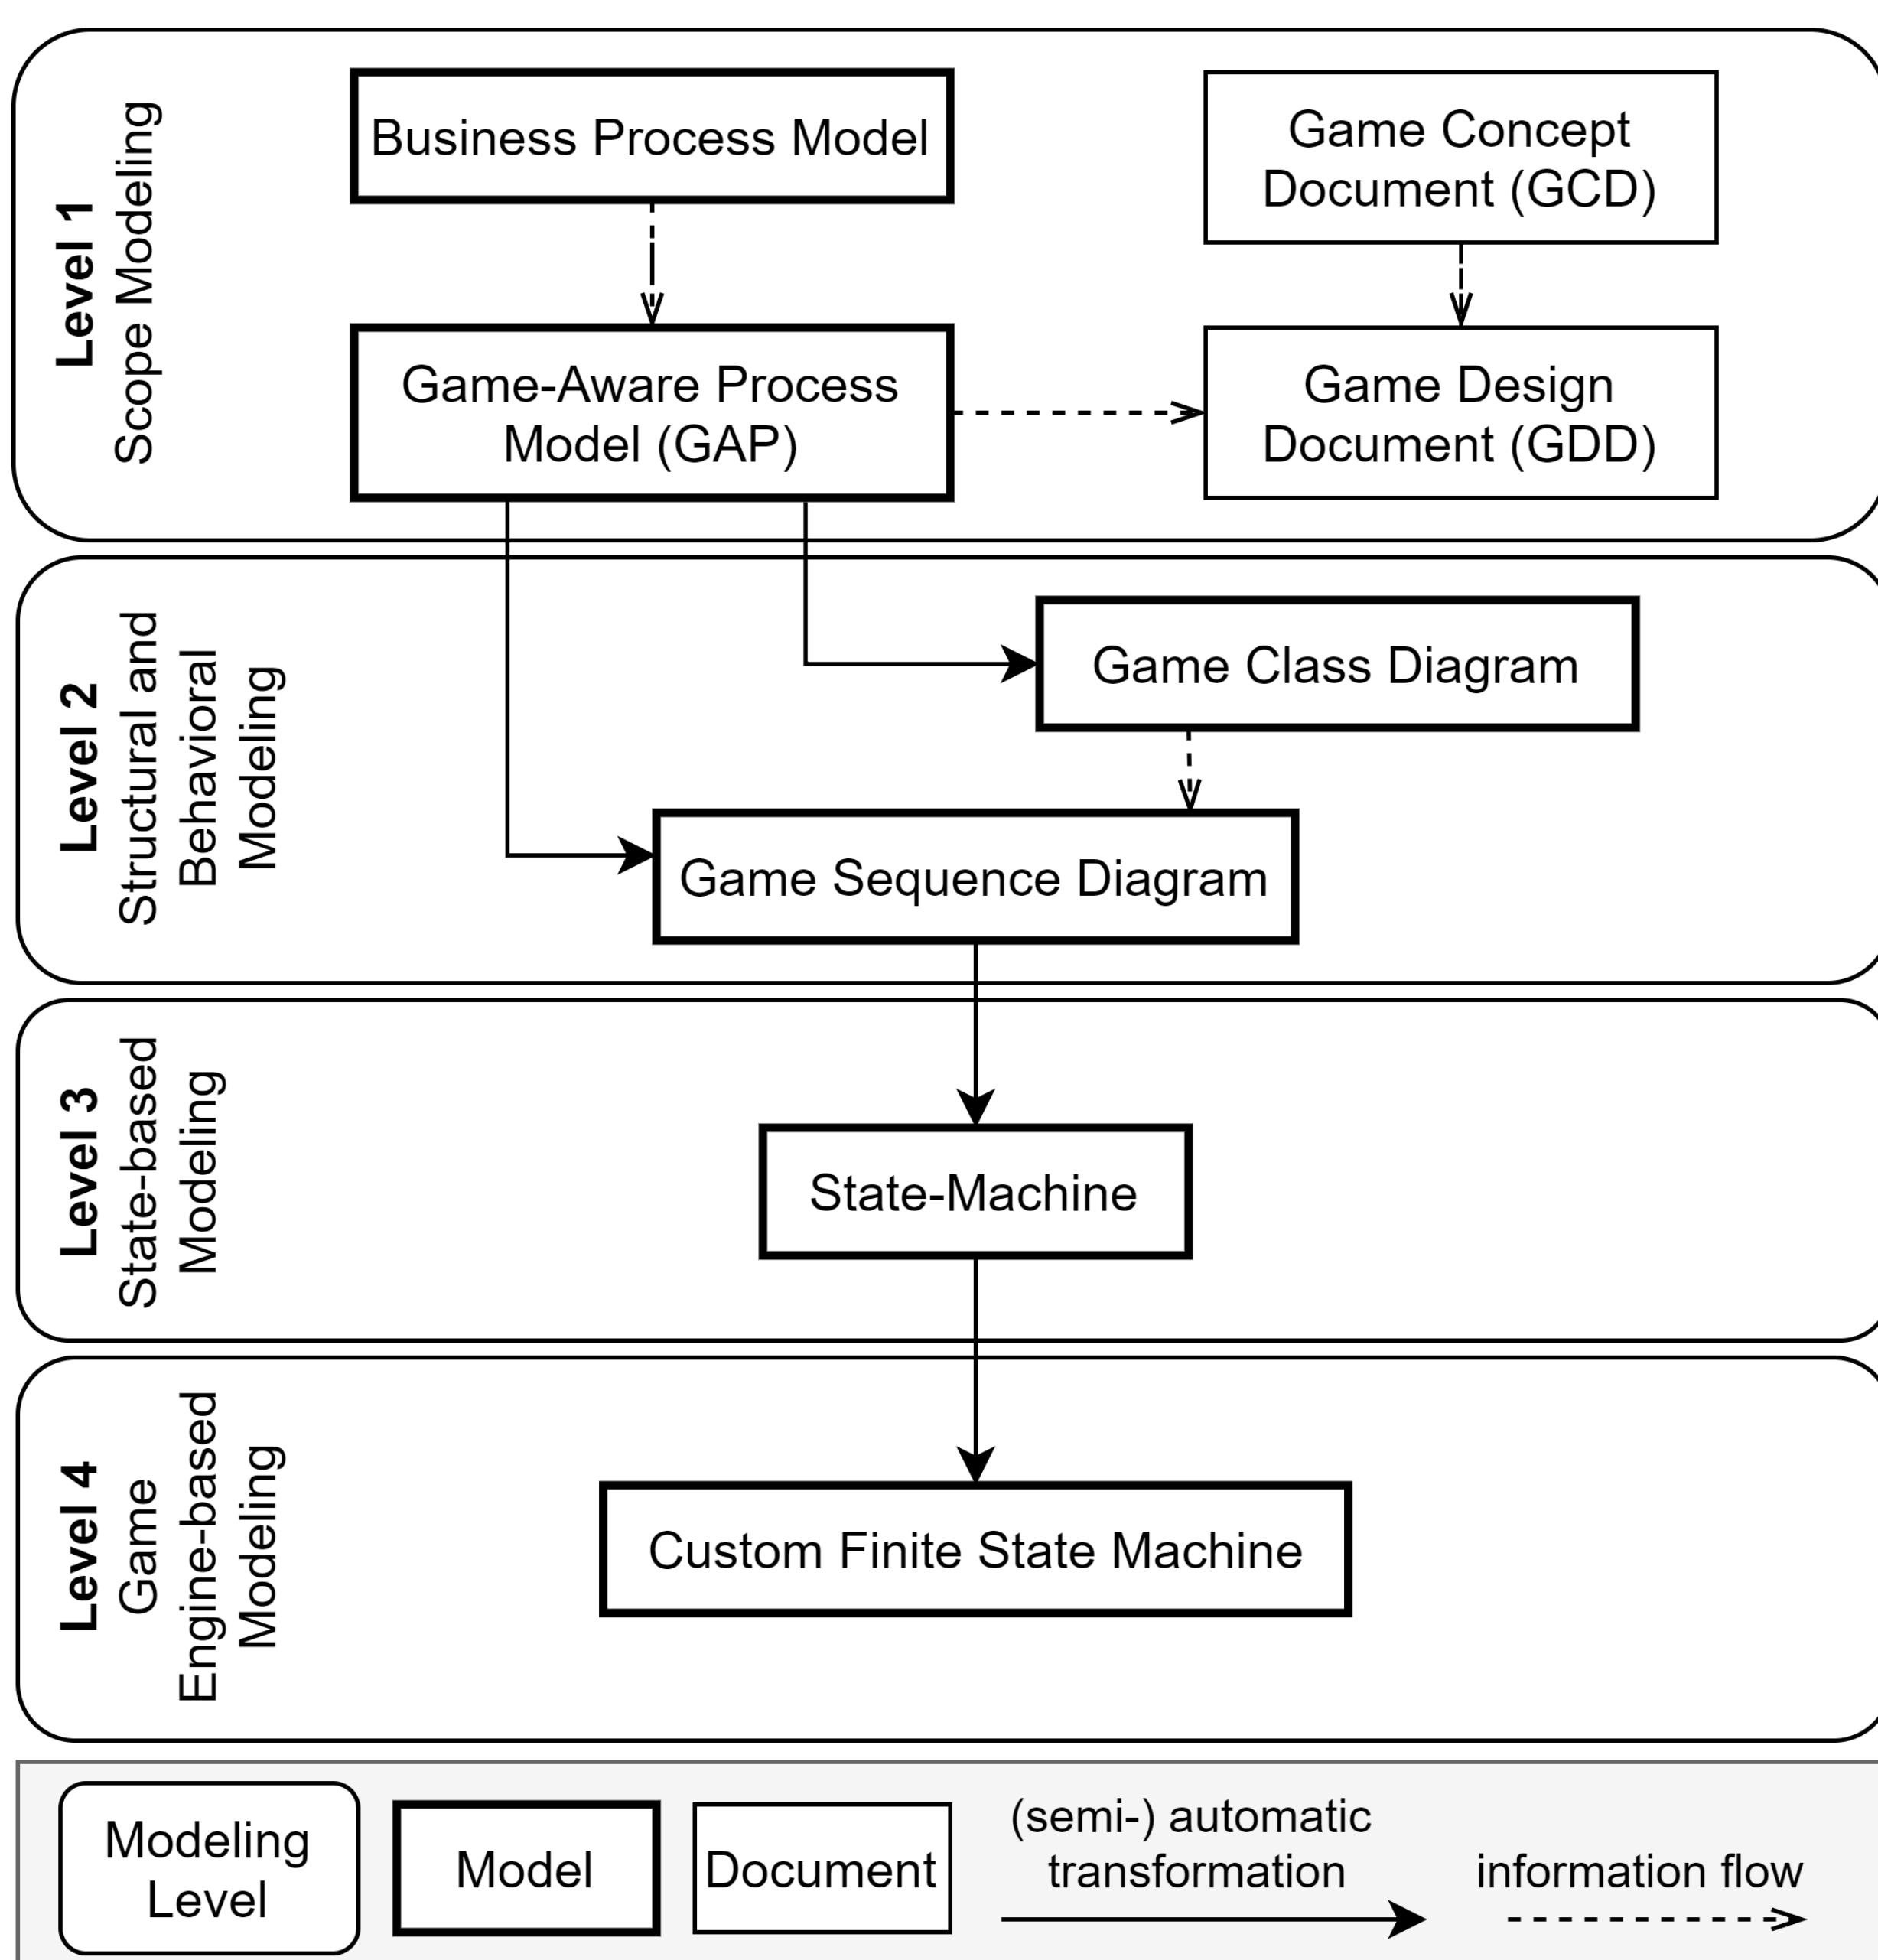 Level 1
Scope Modeling
Business Process Model
Game Concept
Document (GCD)
Game-Aware Process
Model (GAP)
Game Design
Document (GDD)
Level 2
Structural and
Behavioral
Modeling
Game Class Diagram
Game Sequence Diagram
Level 3
State-based
Modeling
State-Machine
Level 4
Game
Engine-based
Modeling
Custom Finite State Machine
Modeling
Level
Model
Document
(semi-) automatic
transformation
information flow